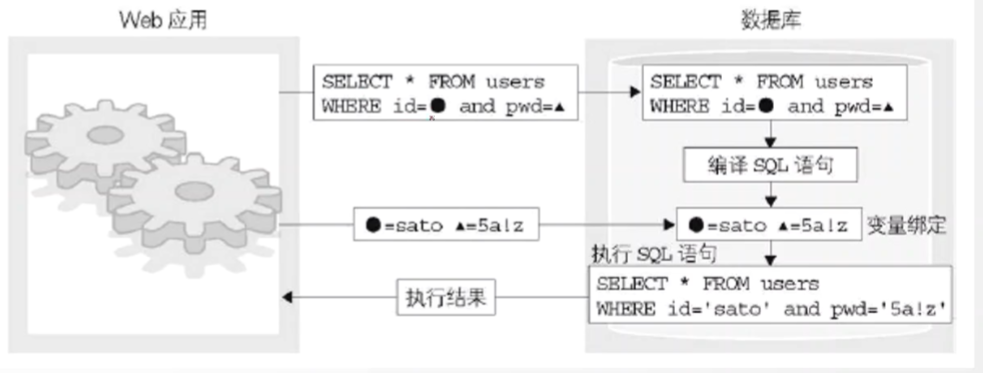 Web 应用
数据库
SELECT * FROM users
WHERE id=● and pwd=▲
SELECT * FROM users
WHERE id=● and pwd=▲
编译 SQL 语句
●=sato ▲=5a!z
●=sato ▲=5a!z
变量绑定
执行 SQL 语句
SELECT * FROM users
WHERE id='sato' and pwd='5a!z'
执行结果